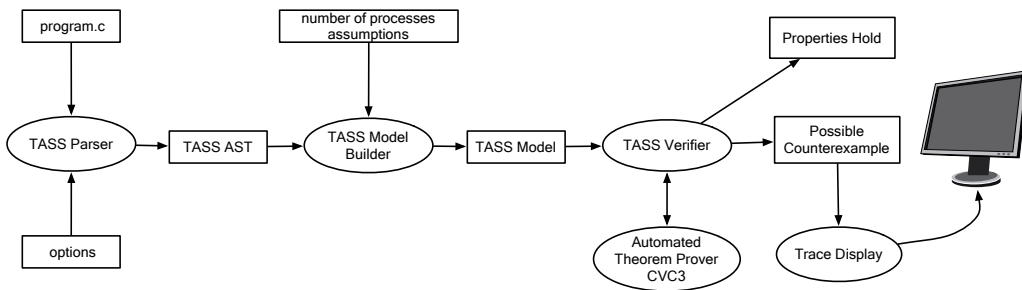 program.c
number of processes
assumptions
Properties Hold
TASS Parser
TASS AST
TASS Model
Builder
TASS Model
TASS Verifier
Possible
Counterexample
options
Automated
Theorem Prover
CVC3
Trace Display